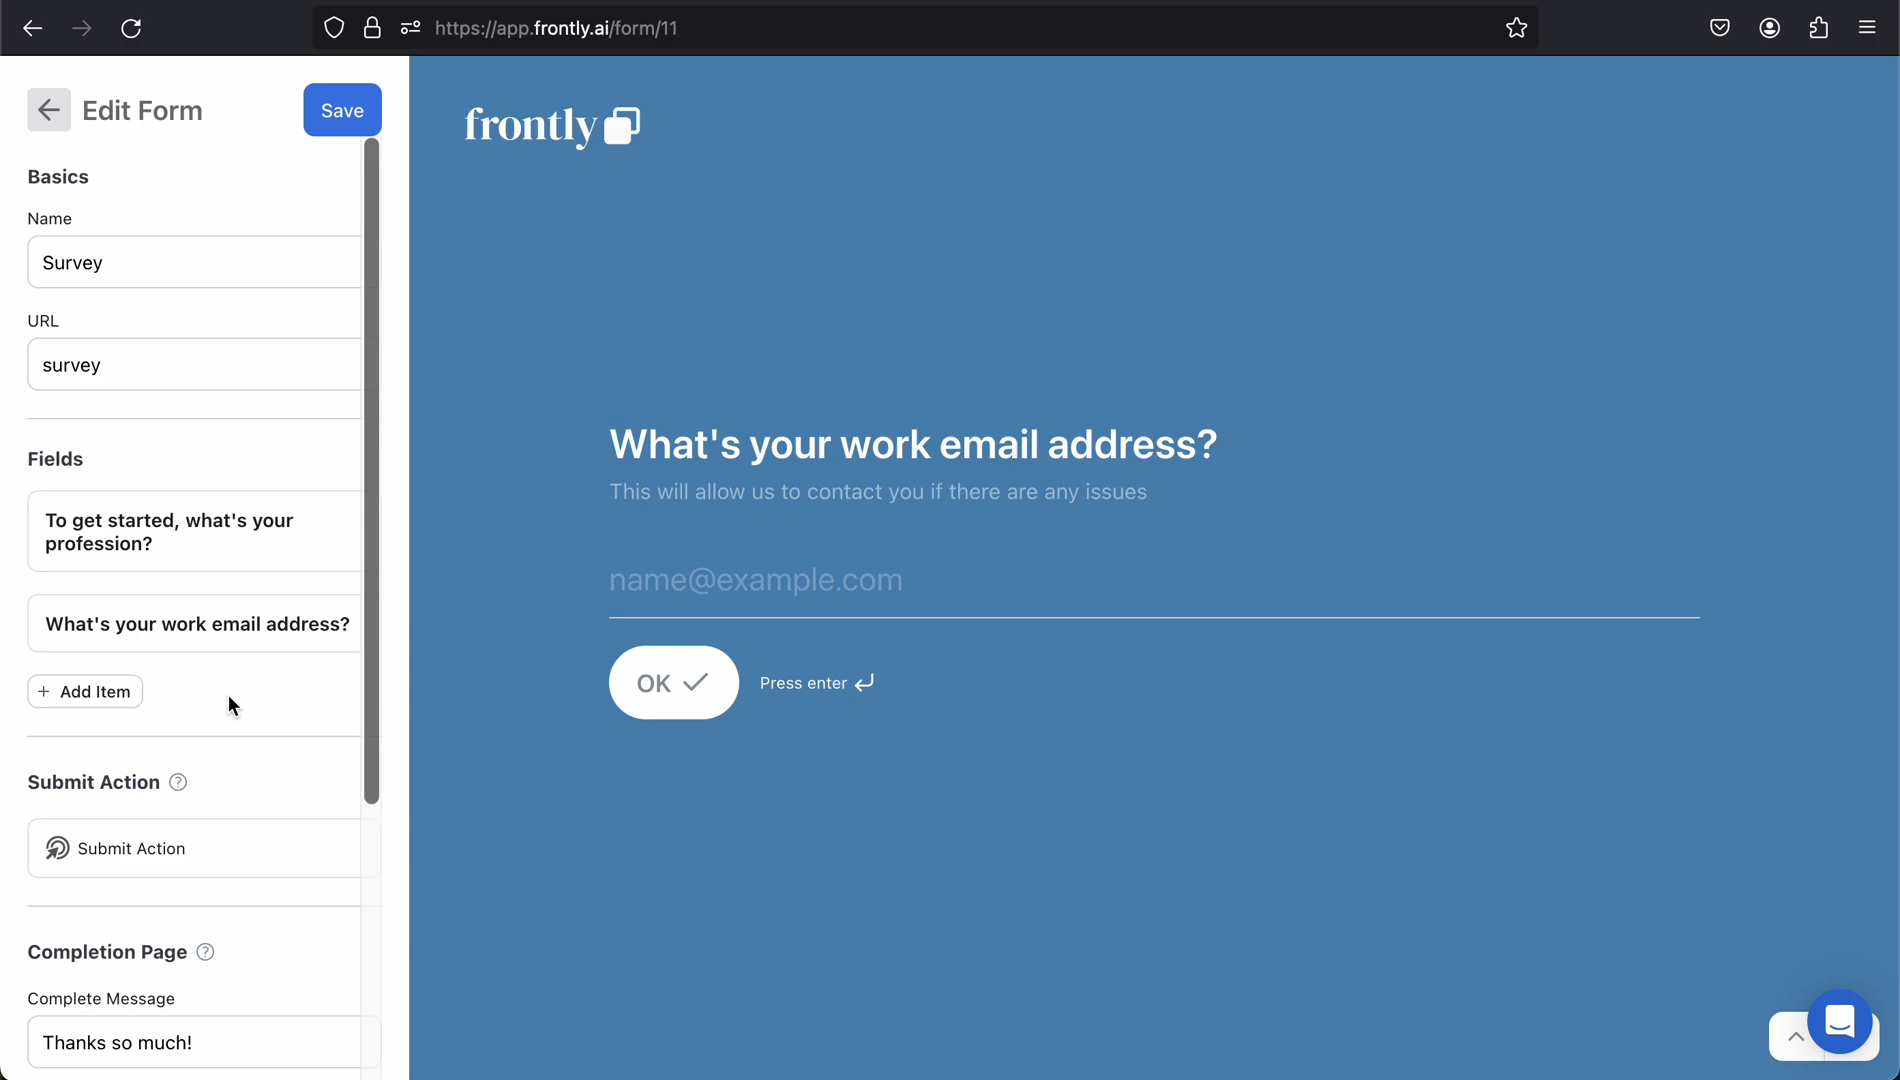 https://app.frontly.ai/form/11
Edit Form
Save
Basics
Name
Survey
URL
survey
Fields
To get started, what's your
profession?
What's your work email address?
+ Add Item
Submit Action ?
Submit Action
Completion Page ?
Complete Message
Thanks so much!
frontly
What's your work email address?
This will allow us to contact you if there are any issues
name@example.com
OK
Press enter